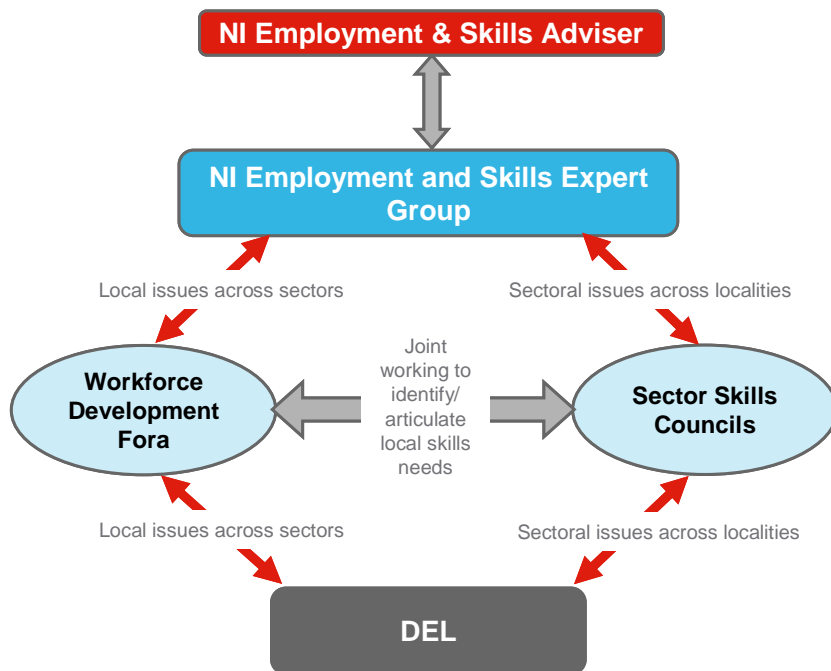 NI Employment & Skills Adviser
NI Employment and Skills Expert
Group
Local issues across sectors
Sectoral issues across localities
Workforce
Development
Fora
Joint
working to
identify/
articulate
local skills
needs
Sector Skills
Councils
Local issues across sectors
Sectoral issues across localities
DEL